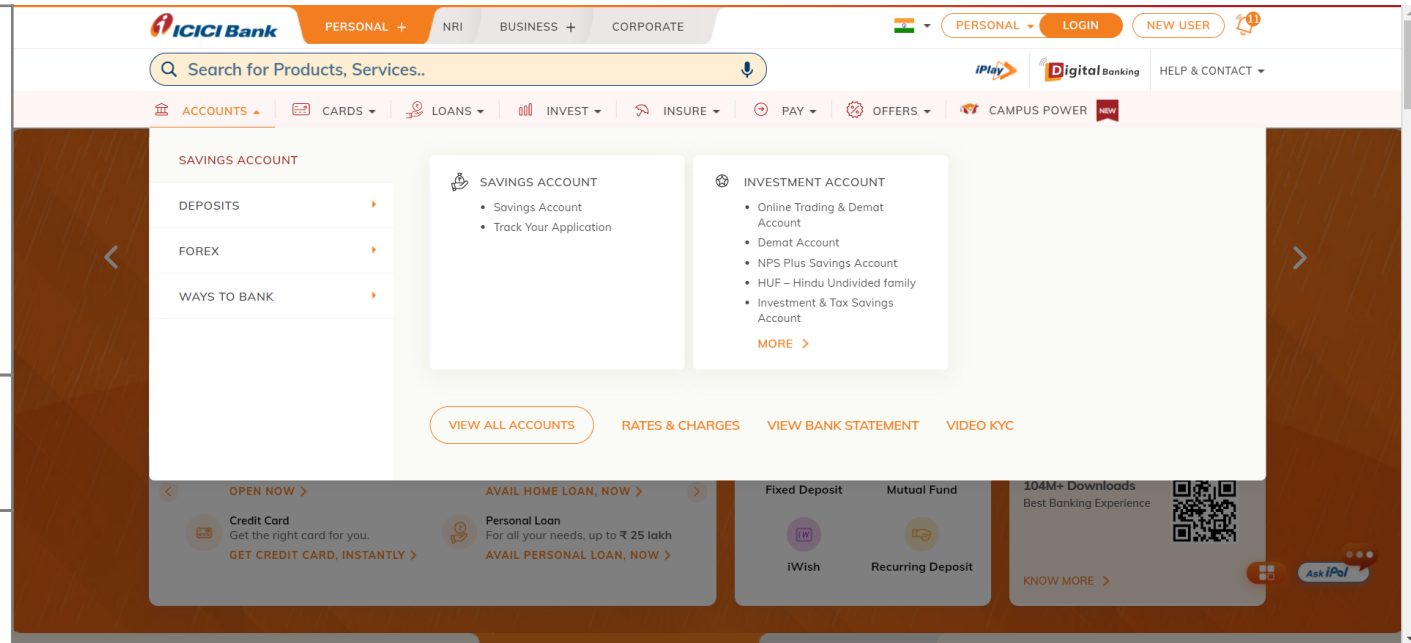 ICICI Bank
PERSONAL +
NRI
BUSINESS +
CORPORATE
PERSONAL
LOGIN
NEW USER
11
Search for Products, Services..
iPlay
Digital Banking
HELP & CONTACT
ACCOUNTS
CARDS
LOANS
INVEST
INSURE
PAY
OFFERS
CAMPUS POWER
NEW
SAVINGS ACCOUNT
DEPOSITS
FOREX
WAYS TO BANK
SAVINGS ACCOUNT
• Savings Account
• Track Your Application
INVESTMENT ACCOUNT
• Online Trading & Demat
Account
• Demat Account
• NPS Plus Savings Account
• HUF – Hindu Undivided family
• Investment & Tax Savings
Account
MORE >
VIEW ALL ACCOUNTS
RATES & CHARGES
VIEW BANK STATEMENT
VIDEO KYC
OPEN NOW >
AVAIL HOME LOAN, NOW >
Credit Card
Get the right card for you.
GET CREDIT CARD, INSTANTLY >
Personal Loan
For all your needs, up to ₹ 25 lakh
AVAIL PERSONAL LOAN, NOW >
Fixed Deposit
Mutual Fund
iWish
Recurring Deposit
104M+ Downloads
Best Banking Experience
KNOW MORE >
Ask iPal